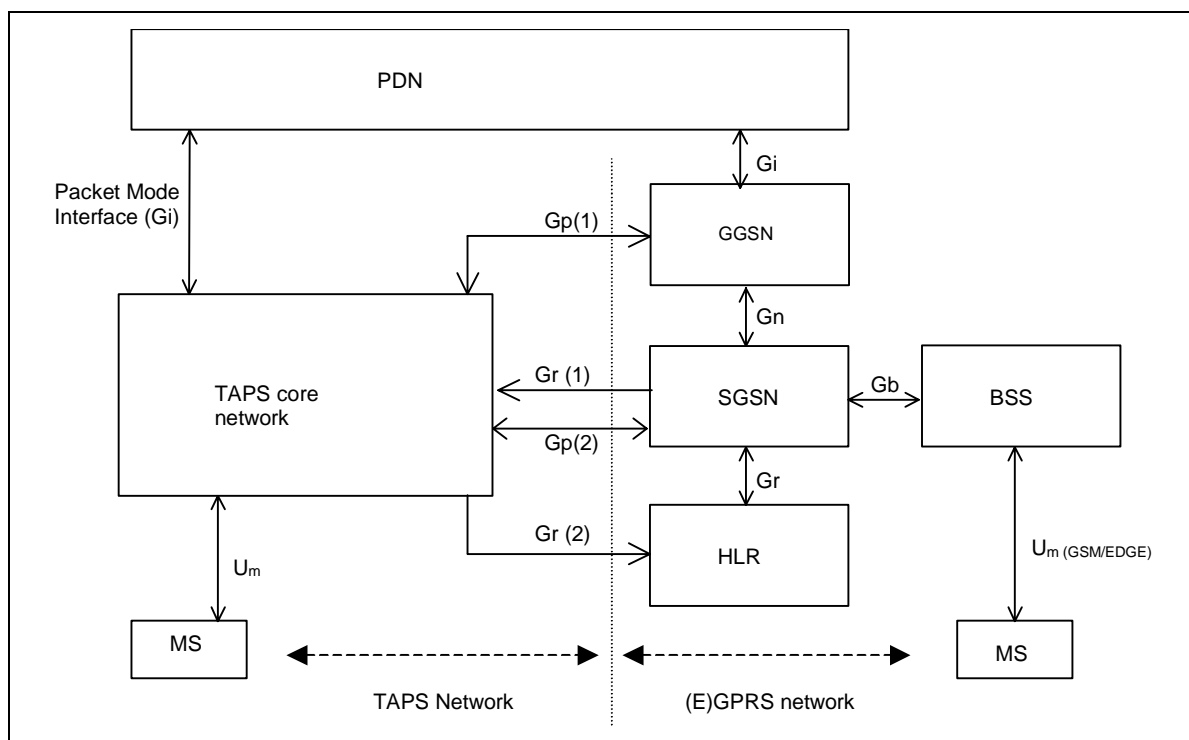 PDN
Gi
Packet Mode
Interface (Gi)
Gp(1)
GGSN
Gn
TAPS core
network
Gr (1)
SGSN
Gb
BSS
Gp(2)
Gr
Gr (2)
HLR
Um
Um (GSM/EDGE)
MS
MS
TAPS Network
(E)GPRS network